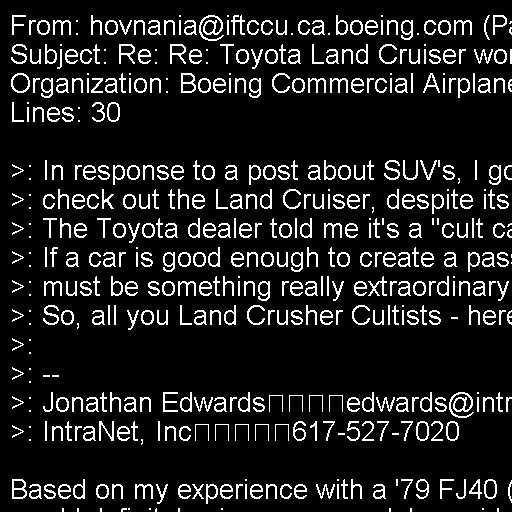 From: hovnania@iftccu.ca.boeing.com (Pa
Subject: Re: Re: Toyota Land Cruiser wor
Organization: Boeing Commercial Airplane
Lines: 30

>: In response to a post about SUV's, I go
>: check out the Land Cruiser, despite its
>: The Toyota dealer told me it's a "cult ca
>: If a car is good enough to create a pass
>: must be something really extraordinary
>: So, all you Land Crusher Cultists - here
>:
>: --
>: Jonathan Edwards□□□□edwards@intr
>: IntraNet, Inc□□□□□617-527-7020

Based on my experience with a '79 FJ40 (